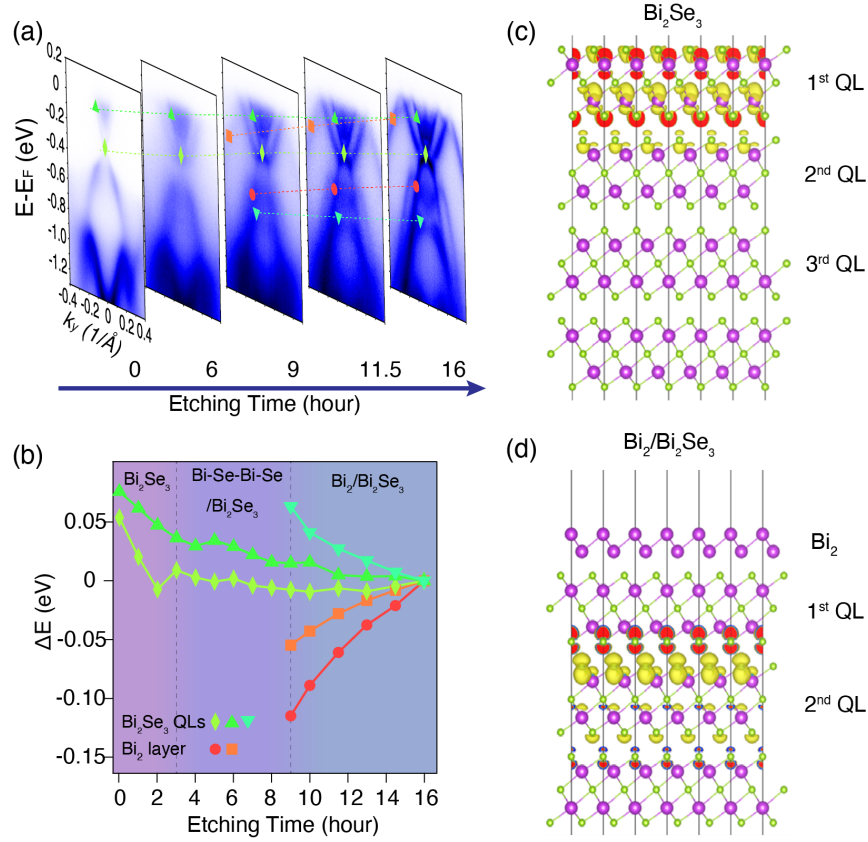 (a)
0.2
0
-0.2
-0.4
-0.6
-0.8
-1.0
-1.2
E-EF (eV)
-0.4 -0.2 0 0.2 0.4
ky (1/Å)
0 6 9 11.5 16
Etching Time (hour)
(b)
Bi2Se3
Bi-Se-Bi-Se
/Bi2Se3
Bi2/Bi2Se3
0.05
0
-0.05
-0.10
-0.15
ΔE (eV)
Bi2Se3 QLs
Bi2 layer
0 2 4 6 8 10 12 14 16
Etching Time (hour)
(c)
Bi2Se3
1st QL
2nd QL
3rd QL
(d)
Bi2/Bi2Se3
Bi2
1st QL
2nd QL